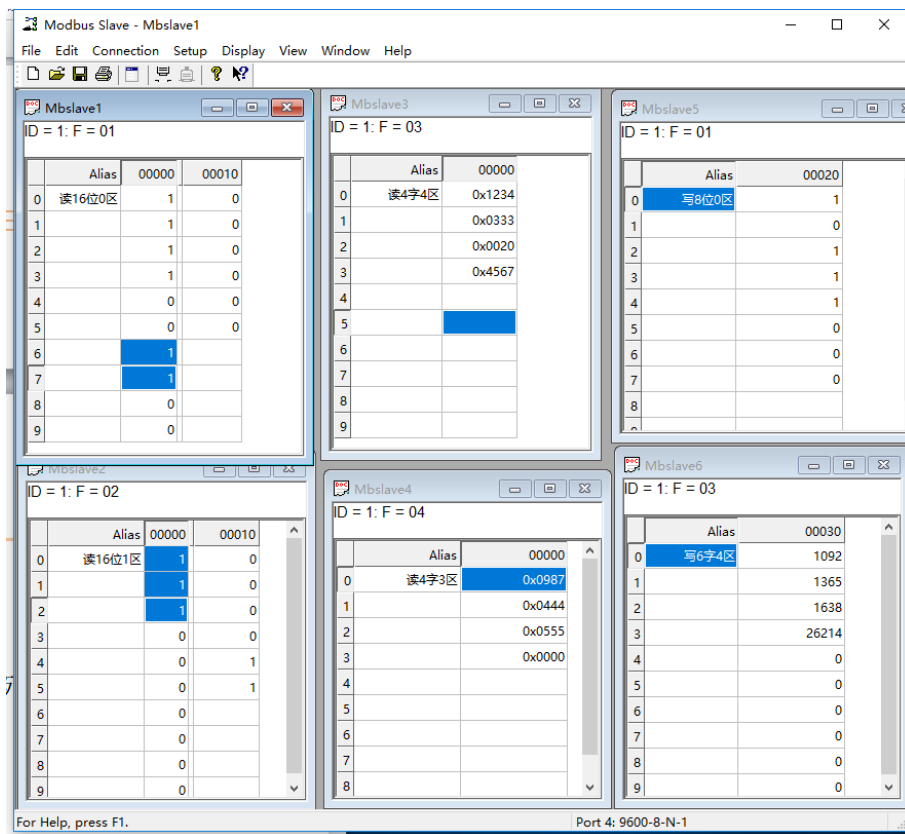 Modbus Slave - Mbslave1
File Edit Connection Setup Display View Window Help
Mbslave1
ID = 1: F = 01
Alias 00000 00010
0 读16位0区 1 0
1 1 0
2 1 0
3 1 0
4 0 0
5 0 0
6 1
7 1
8 0
9 0
Mbslave3
ID = 1: F = 03
Alias 00000
0 读4字4区 0x1234
1 0x0333
2 0x0020
3 0x4567
4
5
6
7
8
9
Mbslave5
ID = 1: F = 01
Alias 00020
0 写8位0区 1
1 0
2 1
3 1
4 1
5 0
6 0
7 0
8
Mbslave2
ID = 1: F = 02
Alias 00000 00010
0 读16位1区 1 0
1 1 0
2 1 0
3 0 0
4 0 1
5 0 1
6 0
7 0
8 0
9 0
Mbslave4
ID = 1: F = 04
Alias 00000
0 读4字3区 0x0987
1 0x0444
2 0x0555
3 0x0000
4
5
6
7
8
Mbslave6
ID = 1: F = 03
Alias 00030
0 写6字4区 1092
1 1365
2 1638
3 26214
4 0
5 0
6 0
7 0
8 0
9 0
For Help, press F1.
Port 4: 9600-8-N-1